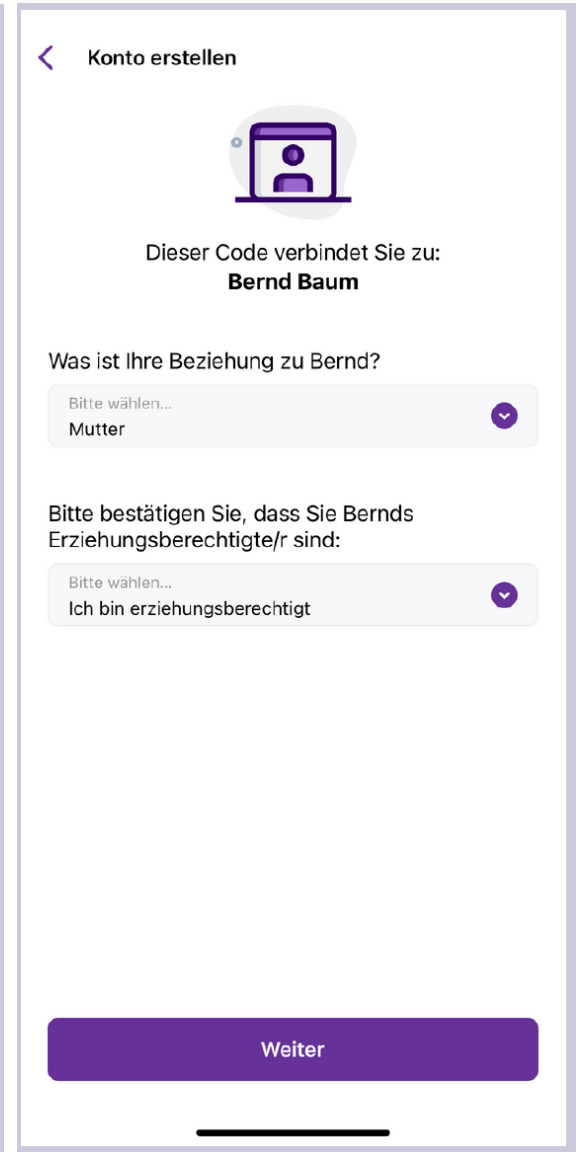 Konto erstellen
Dieser Code verbindet Sie zu:
Bernd Baum
Was ist Ihre Beziehung zu Bernd?
Bitte wählen...
Mutter
Bitte bestätigen Sie, dass Sie Bernds
Erziehungsberechtigte/r sind:
Bitte wählen...
Ich bin erziehungsberechtigt
Weiter